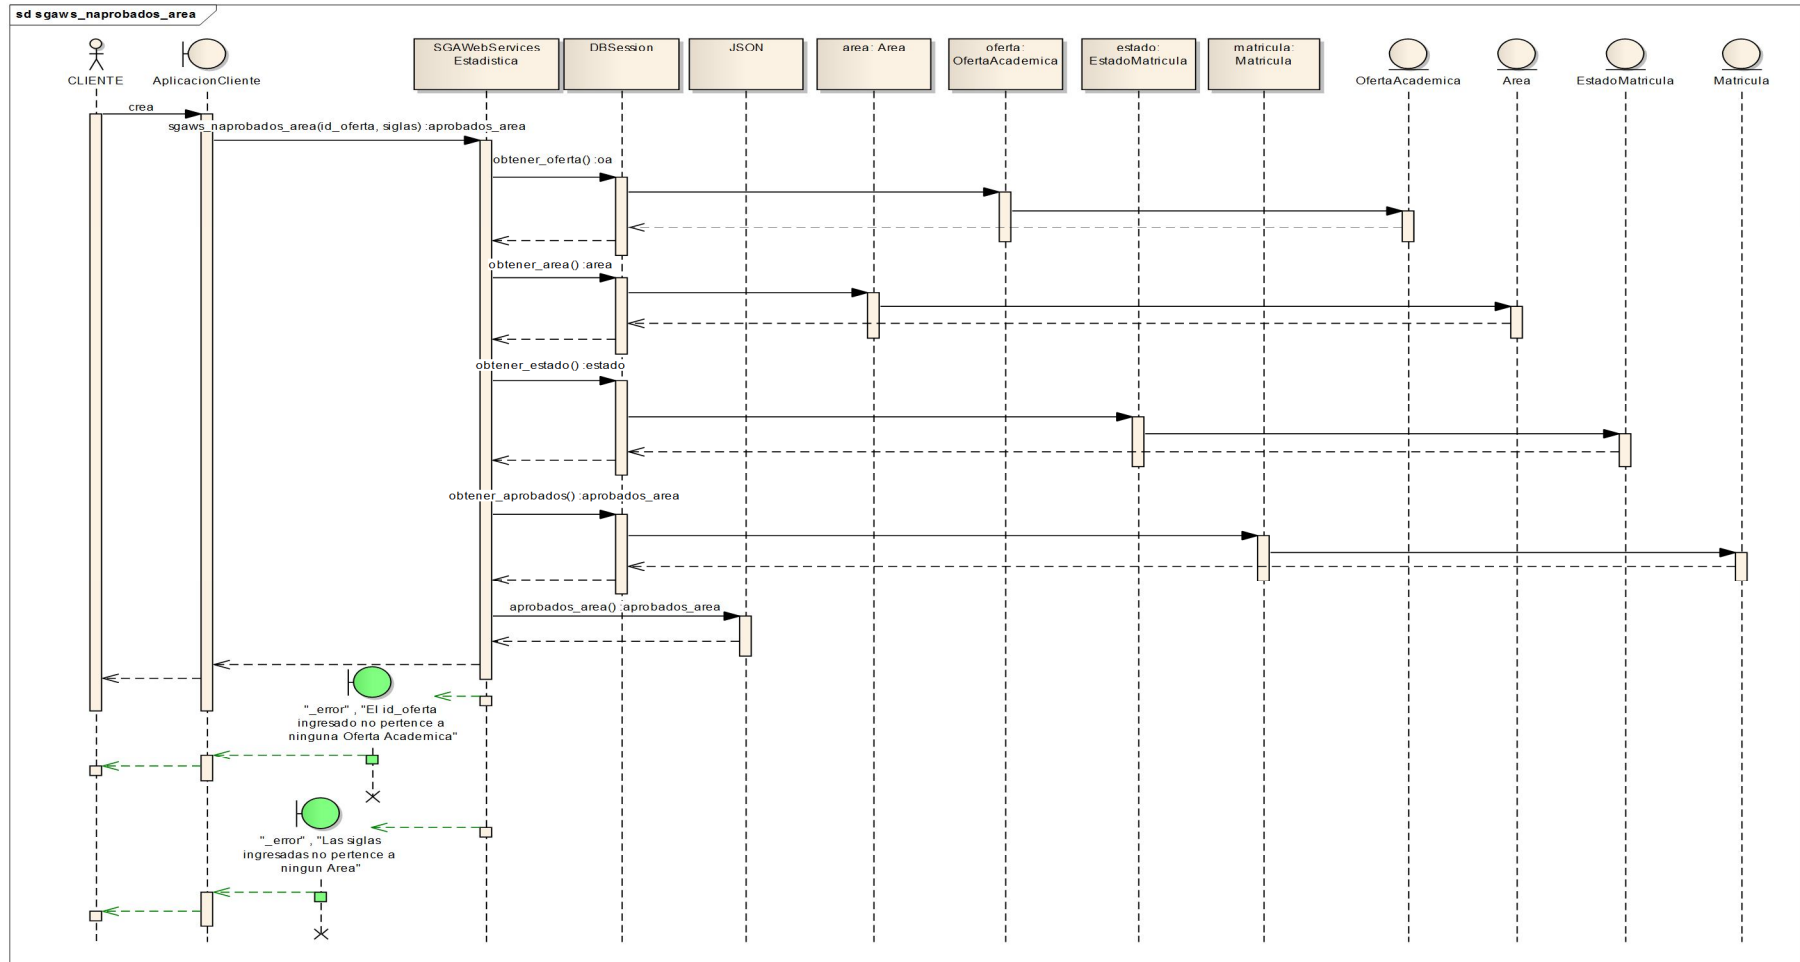 sd sgaws_naprobados_area
CLIENTE
AplicacionCliente
SGAWebServices
Estadistica
DBSession
JSON
area: Area
oferta:
OfertaAcademica
estado:
EstadoMatricula
matricula:
Matricula
OfertaAcademica
Area
EstadoMatricula
Matricula
crea
sgaws_naprobados_area(id_oferta, siglas) :aprobados_area
obtener_oferta() :oa
obtener_area() :area
obtener_estado() :estado
obtener_aprobados() :aprobados_area
aprobados_area() :aprobados_area
"_error" , "El id_oferta
ingresado no pertence a
ninguna Oferta Academica"
"_error" , "Las siglas
ingresadas no pertence a
ningun Area"